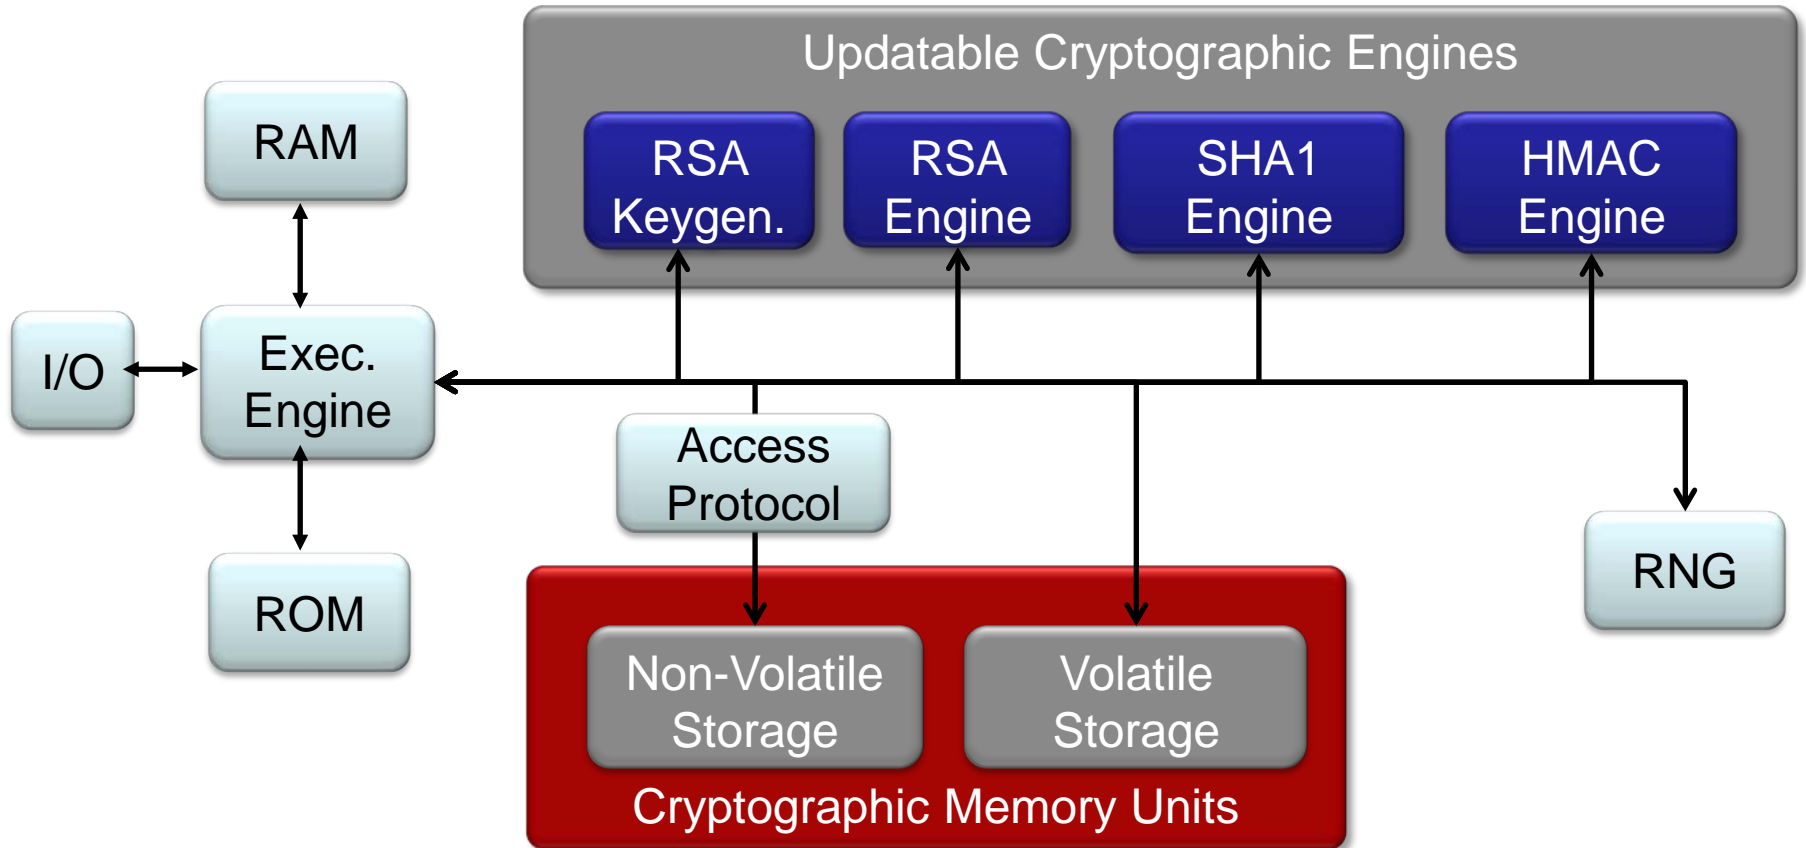 Updatable Cryptographic Engines
RAM
RSA
Keygen.
RSA
Engine
SHA1
Engine
HMAC
Engine
I/O
Exec.
Engine
Access
Protocol
ROM
RNG
Non-Volatile
Storage
Volatile
Storage
Cryptographic Memory Units